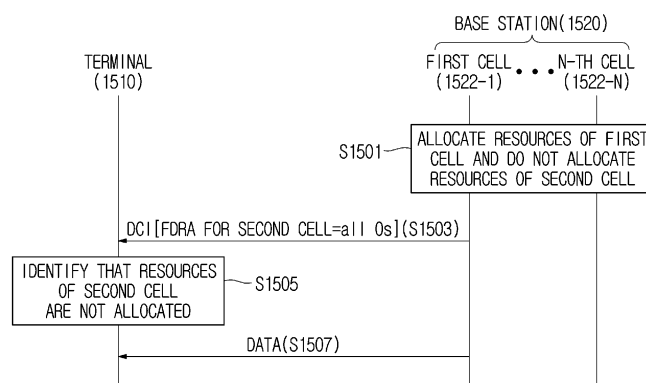 BASE STATION(1520)
TERMINAL
(1510)
FIRST CELL
(1522-1)
N-TH CELL
(1522-N)
S1501
ALLOCATE RESOURCES OF FIRST
CELL AND DO NOT ALLOCATE
RESOURCES OF SECOND CELL
DCI[FDRA FOR SECOND CELL=all 0s](S1503)
IDENTIFY THAT RESOURCES
OF SECOND CELL
ARE NOT ALLOCATED
S1505
DATA(S1507)